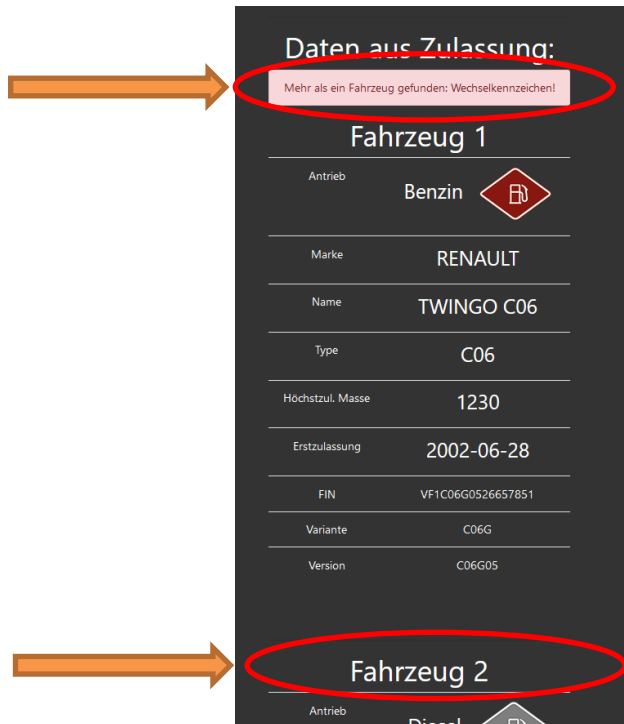 Daten aus Zulassung:
Mehr als ein Fahrzeug gefunden: Wechselkennzeichen!
Fahrzeug 1
Antrieb Benzin
Marke RENAULT
Name TWINGO C06
Type C06
Höchstzul. Masse 1230
Erstzulassung 2002-06-28
FIN VF1C06G0526657851
Variante C06G
Version C06G05
Fahrzeug 2
Antrieb Diesel